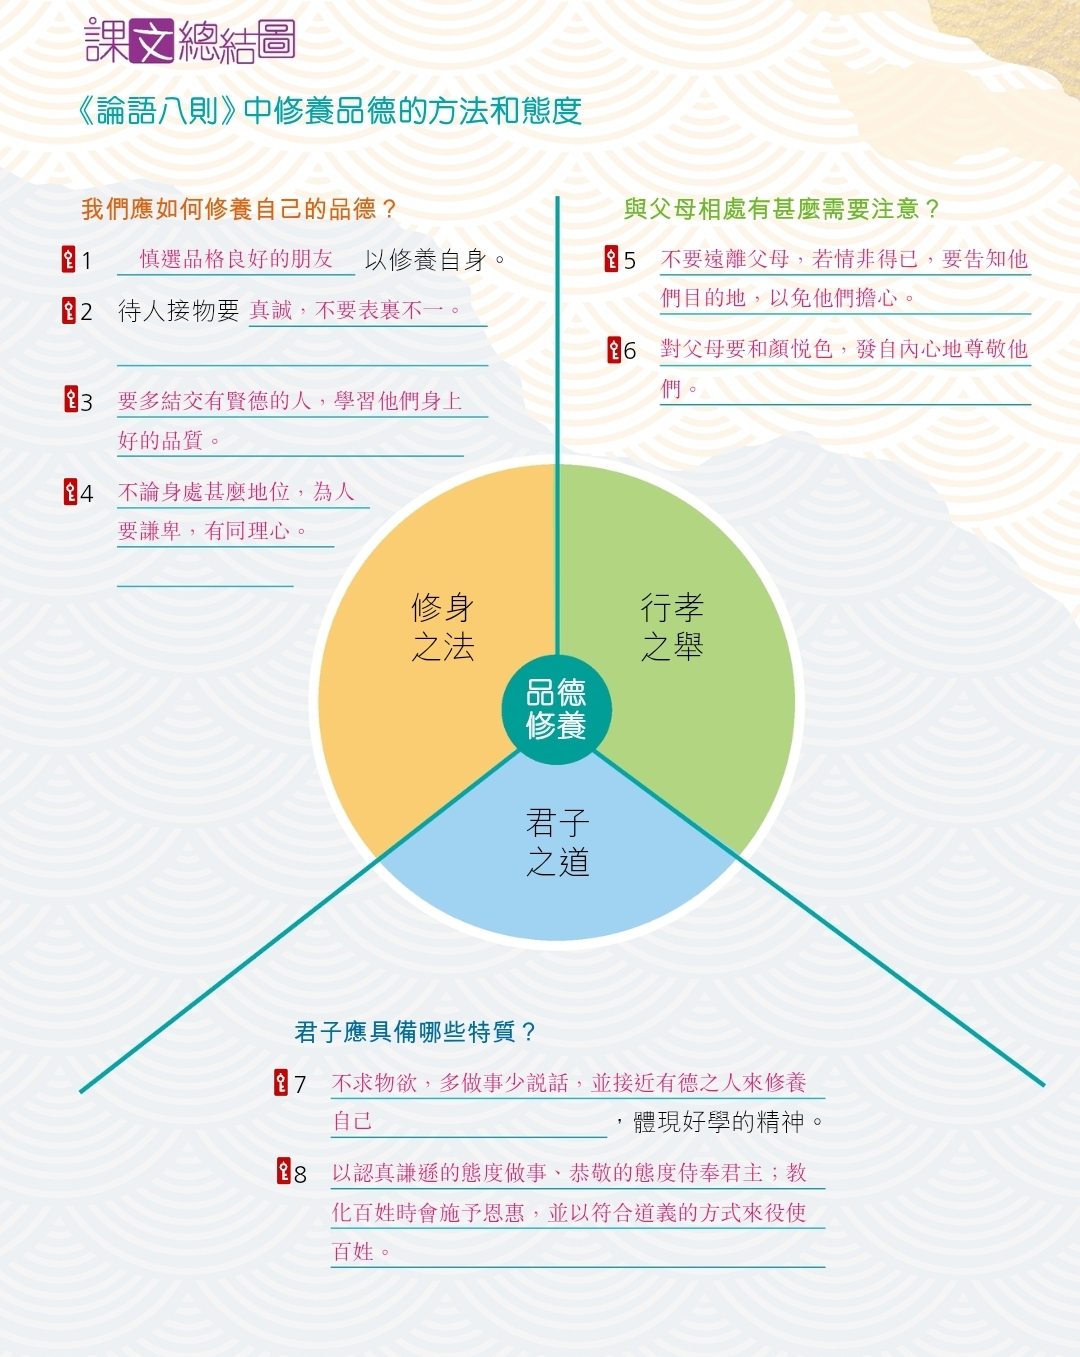 課文總結圖
《論語八則》中修養品德的方法和態度
我們應如何修養自己的品德？
1 慎選品格良好的朋友 以修養自身。
2 待人接物要 真誠，不要表裏不一。
3 要多結交有賢德的人，學習他們身上
好的品質。
4 不論身處甚麼地位，為人
要謙卑，有同理心。
與父母相處有甚麼需要注意？
5 不要遠離父母，若情非得已，要告知他
們目的地，以免他們擔心。
6 對父母要和顏悅色，發自內心地尊敬他
們。
修身
之法
行孝
之舉
品德
修養
君子
之道
君子應具備哪些特質？
7 不求物欲，多做事少說話，並接近有德之人來修養
自己 ，體現好學的精神。
8 以認真謙遜的態度做事、恭敬的態度侍奉君主；教
化百姓時會施予恩惠，並以符合道義的方式來役使
百姓。